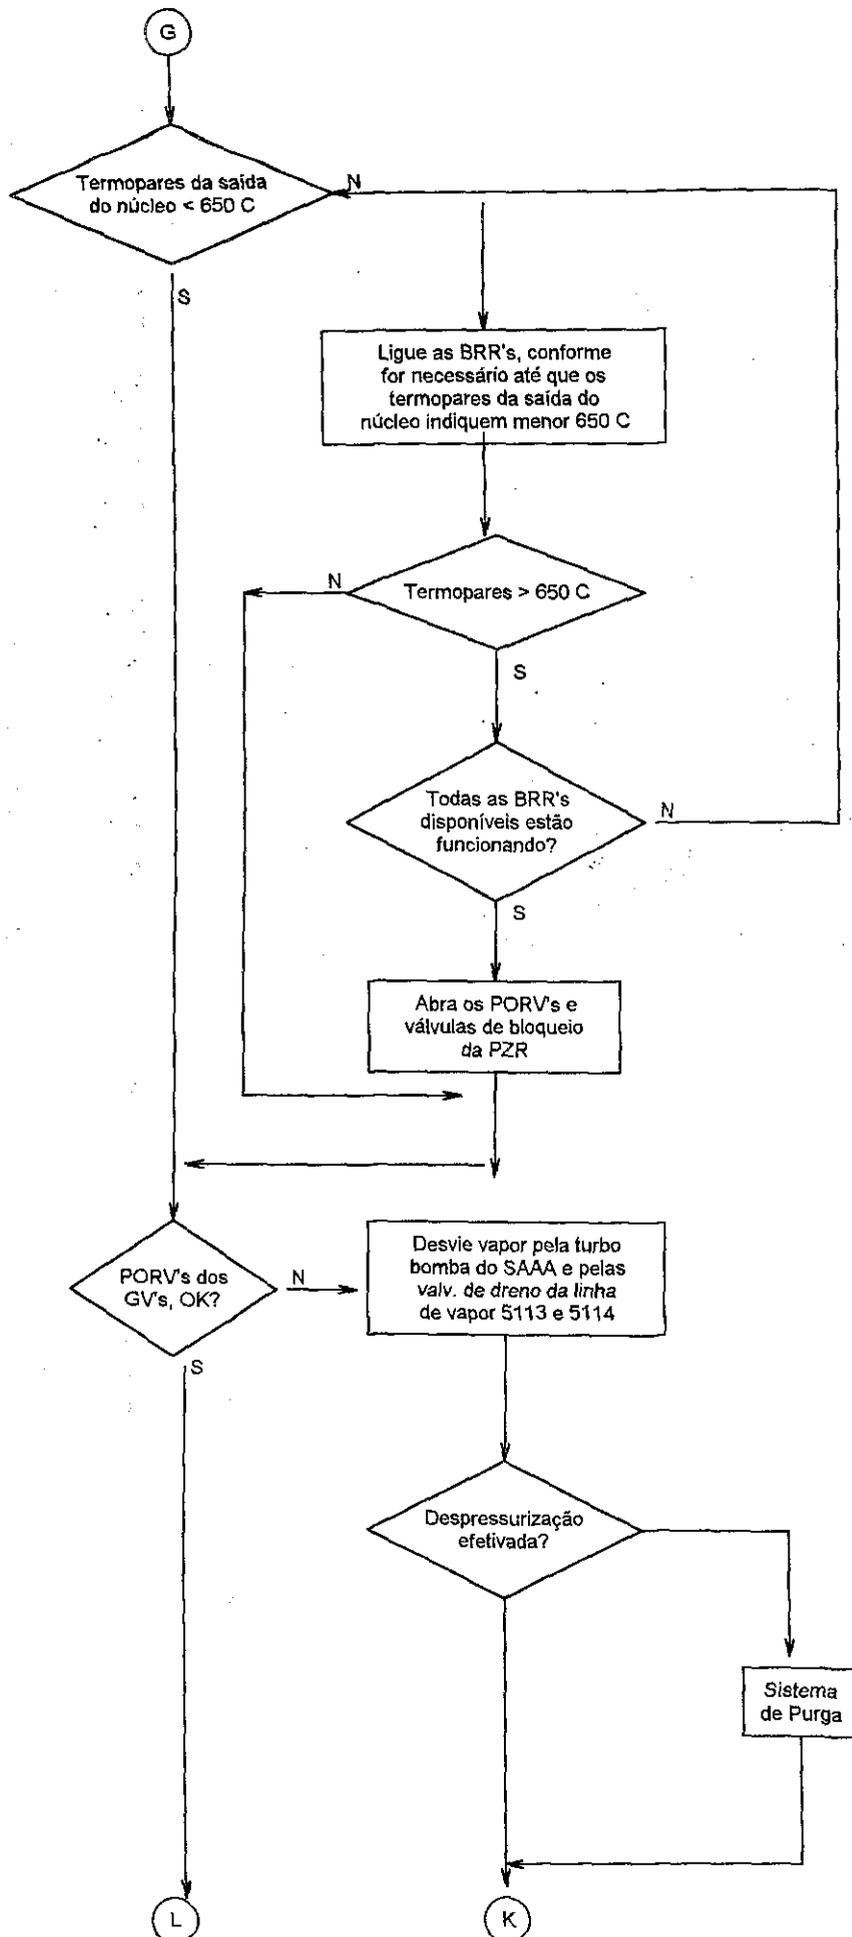 G
Termopares da saída
do núcleo < 650 C
N
S
Ligue as BRR's, conforme
for necessário até que os
termopares da saída do
núcleo indiquem menor 650 C
N
Termopares > 650 C
S
Todas as BRR's
disponíveis estão
funcionando?
N
S
Abra os PORV's e
válvulas de bloqueio
da PZR
PORV's dos
GV's, OK?
N
S
Desvie vapor pela turbo
bomba do SAAA e pelas
valv. de dreno da linha
de vapor 5113 e 5114
Despressurização
efetivada?
Sistema
de Purga
L
K